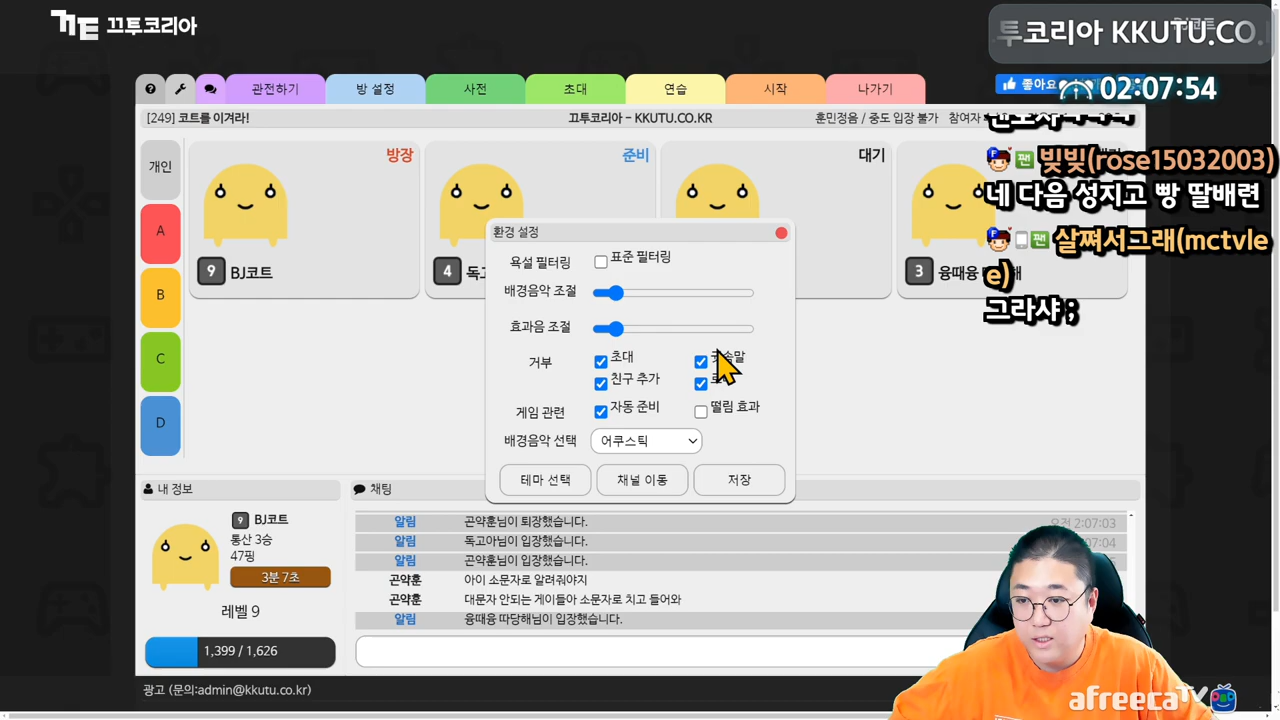 끄투코리아
투코리아 KKUTU.CO.
관전하기
방 설정
사전
초대
연습
시작
나가기
좋아요
02:07:54
[249] 코트를 이겨라!
끄투코리아 - KKUTU.CO.KR
훈민정음 / 중도 입장 불가
참여자
개인
A
B
C
D
방장
준비
대기
9 BJ코트
4
3
빚빚(rose15032003)
네 다음 성지고 빵 딸배련
살쪄서그래(mctvle
e)
그라샤 ;
환경 설정
욕설 필터링
표준 필터링
배경음악 조절
효과음 조절
거부
초대
친구 추가
게임 관련
자동 준비
떨림 효과
배경음악 선택
어쿠스틱
테마 선택
채널 이동
저장
내 정보
9 BJ코트
통산 3승
47핑
3분 7초
레벨 9
1,399 / 1,626
채팅
알림 곤약훈님이 퇴장했습니다. 오전 2:07:03
알림 독고아님이 입장했습니다. 2:07:04
알림 곤약훈님이 입장했습니다.
곤약훈 아이 소문자로 알려줘야지
곤약훈 대문자 안되는 게이들아 소문자로 치고 들어와
알림 융때융 따당해님이 입장했습니다.
광고 (문의:admin@kkutu.co.kr)
afreecaTV